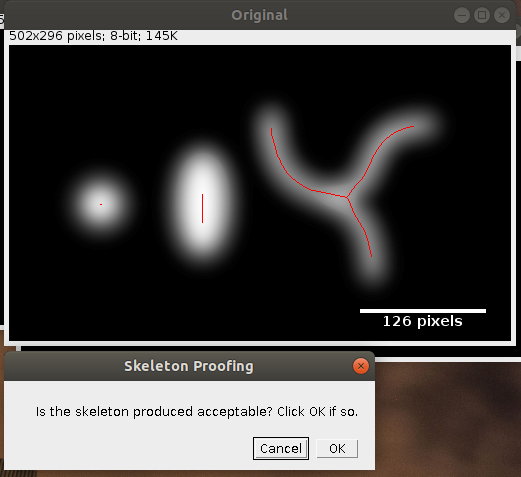 Original
502x296 pixels; 8-bit; 145K
126 pixels
Skeleton Proofing
Is the skeleton produced acceptable? Click OK if so.
Cancel
OK